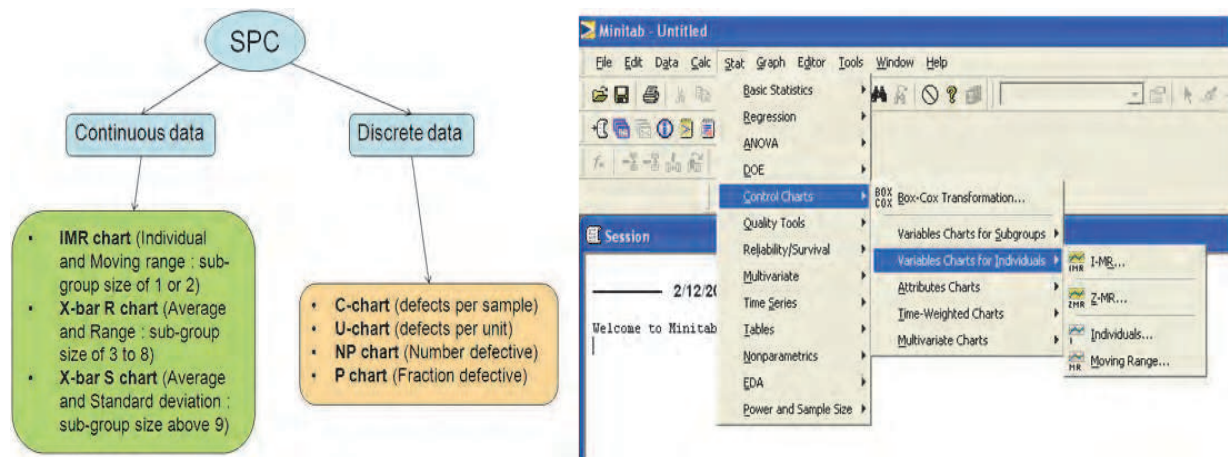 SPC
Continuous data
Discrete data
• IMR chart (Individual
and Moving range : sub-
group size of 1 or 2)
• X-bar R chart (Average
and Range : sub-group
size of 3 to 8)
• X-bar S chart (Average
and Standard deviation :
sub-group size above 9)
• C-chart (defects per sample)
• U-chart (defects per unit)
• NP chart (Number defective)
• P chart (Fraction defective)
Minitab - Untitled
File Edit Data Calc Stat Graph Editor Tools Window Help
Basic Statistics
Regression
ANOVA
DOE
Control Charts
Quality Tools
Reliability/Survival
Multivariate
Time Series
Tables
Nonparametrics
EDA
Power and Sample Size
BOX COX Box-Cox Transformation...
Variables Charts for Subgroups
Variables Charts for Individuals
Attributes Charts
Time-Weighted Charts
Multivariate Charts
IMR I-MR...
ZMR Z-MR...
I Individuals...
MR Moving Range...
Session
2/12/20
Welcome to Minitab